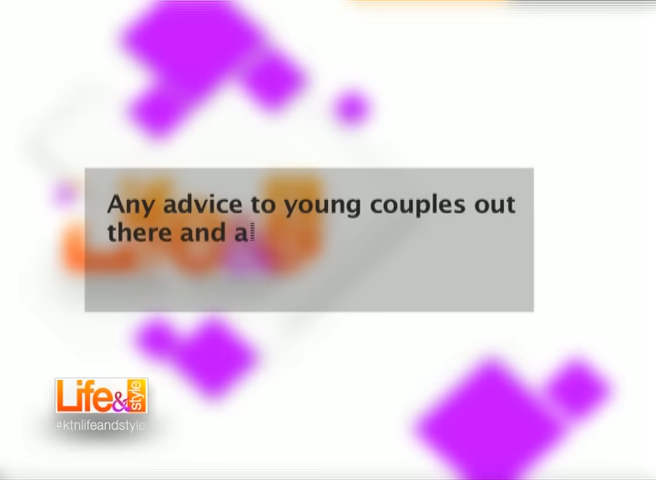 Any advice to young couples out
there and a
Life&style
#ktnlifeandstyle